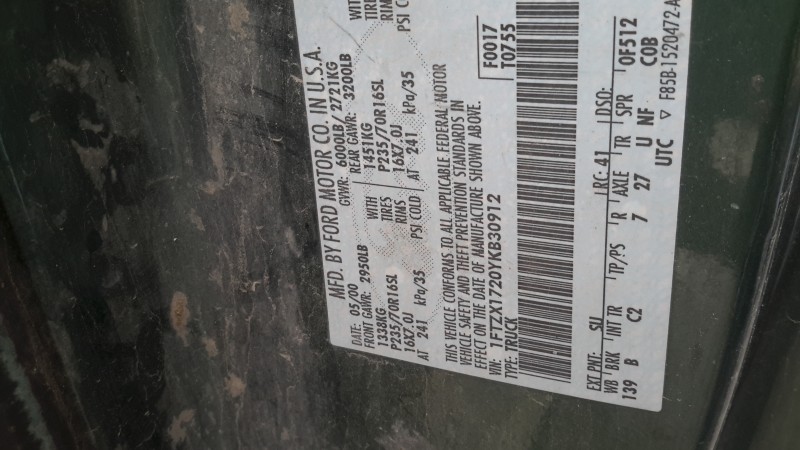 MFD. BY FORD MOTOR CO. IN U.S.A.
DATE: 05/00 GVWR: 6000LB/ 2721KG
FRONT GAWR: 2950LB REAR GAWR: 3200LB
1338KG WITH 1451KG WITH
P235/70R16SL TIRES P235/70R16SL TIRES
16X7.0J RIMS 16X7.0J RIMS
AT 241 kPa/35 PSI COLD AT 241 kPa/35 PSI CO
THIS VEHICLE CONFORMS TO ALL APPLICABLE FEDERAL MOTOR
VEHICLE SAFETY AND THEFT PREVENTION STANDARDS IN
EFFECT ON THE DATE OF MANUFACTURE SHOWN ABOVE.
VIN: 1FTZX1720YKB30912 F0017
TYPE: TRUCK T0755
EXT PNT: SU RC: 41 DSO:
WB BRK INT TR TP/PS R AXLE TR SPR 0F512
139 B C2 7 27 U NF COB
UTC ▽ F85B-1520472-A